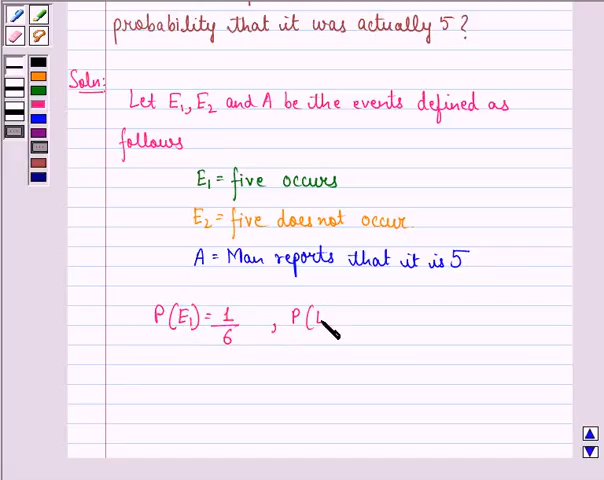 probability that it was actually 5?
Soln:
Let E₁, E₂ and A be the events defined as
follows
E₁ = five occurs
E₂ = five does not occur
A = Man reports that it is 5
P(E₁) = 1/6 , P(